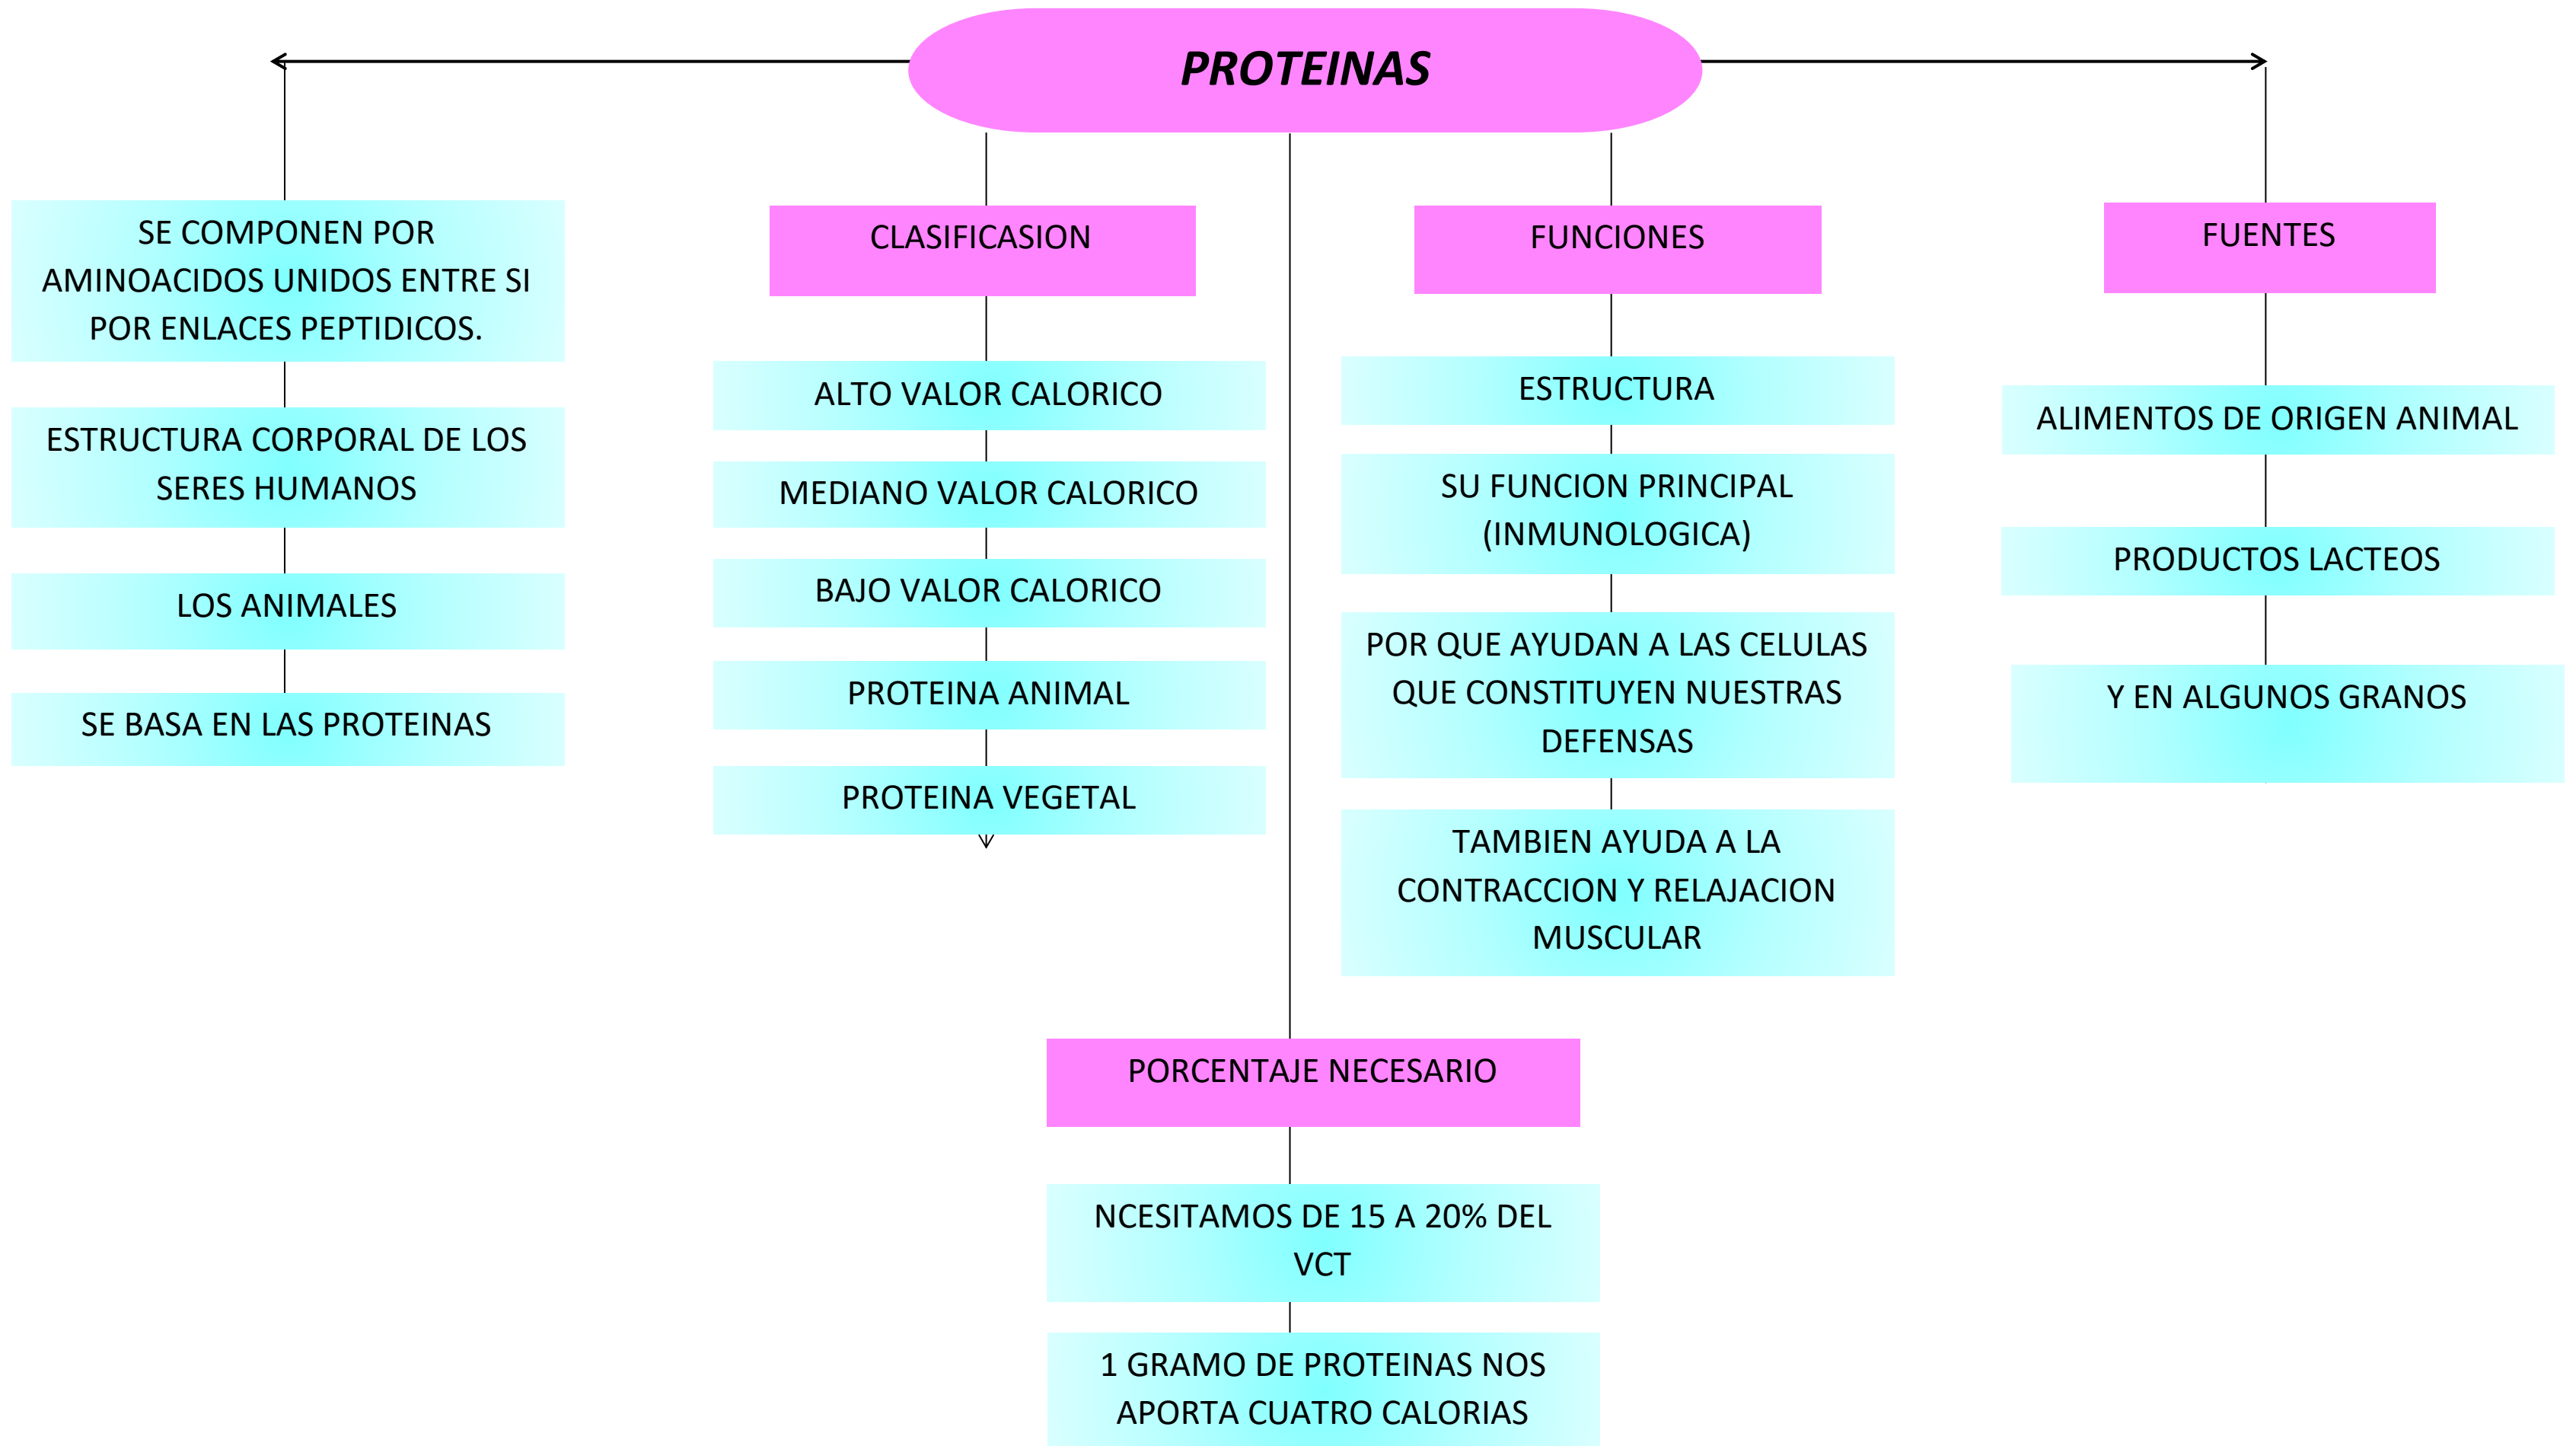 PROTEINAS
SE COMPONEN POR
AMINOACIDOS UNIDOS ENTRE SI
POR ENLACES PEPTIDICOS.
ESTRUCTURA CORPORAL DE LOS
SERES HUMANOS
LOS ANIMALES
SE BASA EN LAS PROTEINAS
CLASIFICASION
ALTO VALOR CALORICO
MEDIANO VALOR CALORICO
BAJO VALOR CALORICO
PROTEINA ANIMAL
PROTEINA VEGETAL
FUNCIONES
ESTRUCTURA
SU FUNCION PRINCIPAL
(INMUNOLOGICA)
POR QUE AYUDAN A LAS CELULAS
QUE CONSTITUYEN NUESTRAS
DEFENSAS
TAMBIEN AYUDA A LA
CONTRACCION Y RELAJACION
MUSCULAR
FUENTES
ALIMENTOS DE ORIGEN ANIMAL
PRODUCTOS LACTEOS
Y EN ALGUNOS GRANOS
PORCENTAJE NECESARIO
NCESITAMOS DE 15 A 20% DEL
VCT
1 GRAMO DE PROTEINAS NOS
APORTA CUATRO CALORIAS